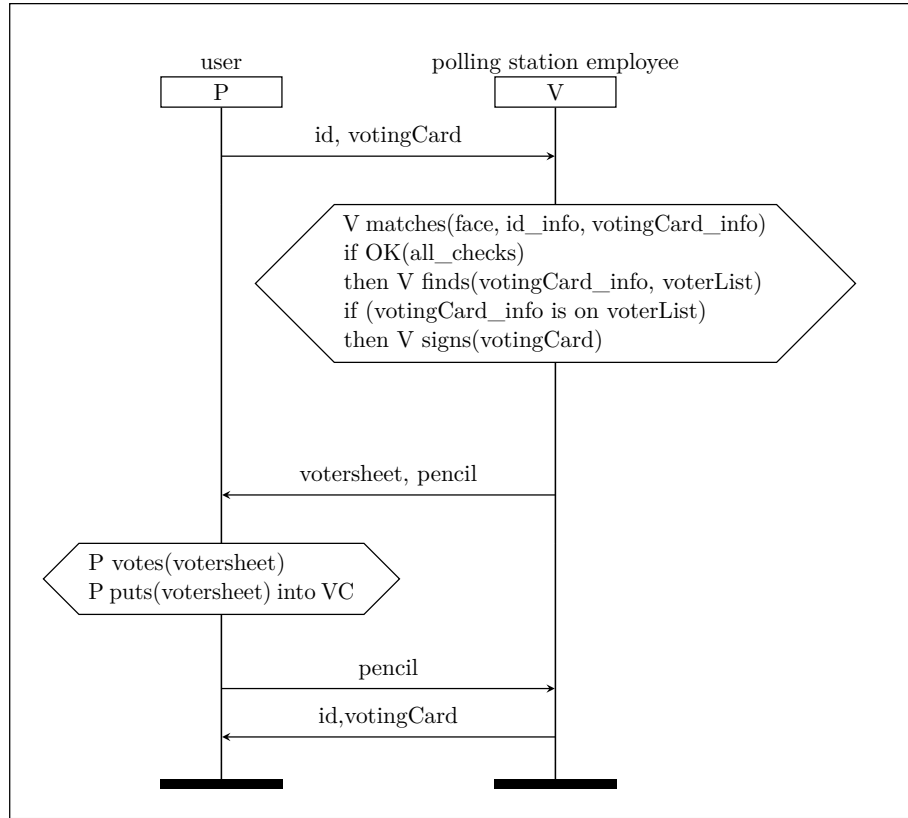 user
polling station employee
P
V
id, votingCard
V matches(face, id_info, votingCard_info)
if OK(all_checks)
then V finds(votingCard_info, voterList)
if (votingCard_info is on voterList)
then V signs(votingCard)
votersheet, pencil
P votes(votersheet)
P puts(votersheet) into VC
pencil
id,votingCard